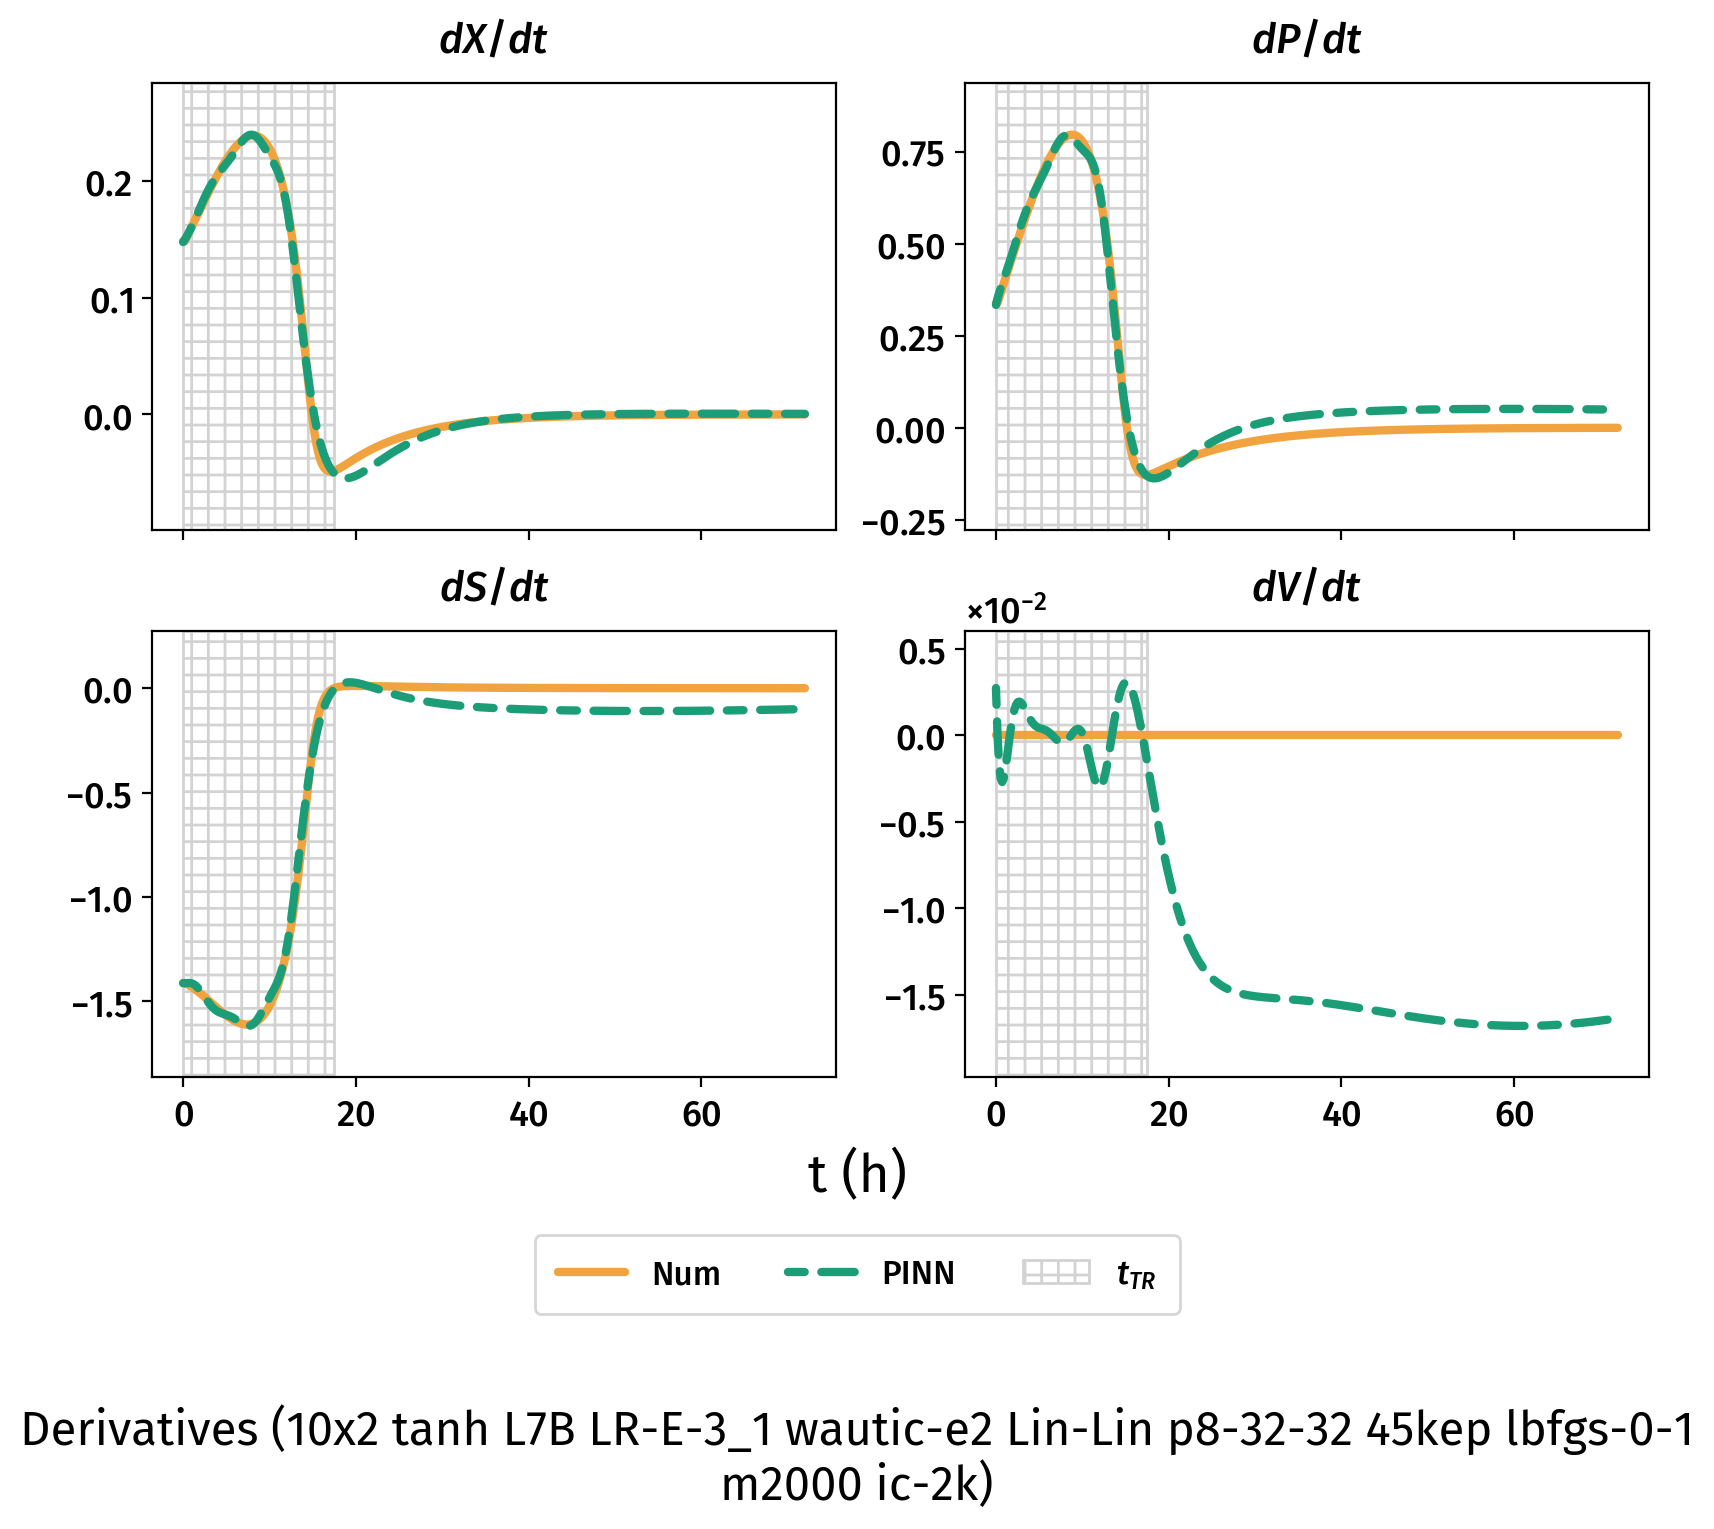 dX/dt
dP/dt
0.2
0.1
0.0
0.75
0.50
0.25
0.00
−0.25
dS/dt
dV/dt
×10⁻²
0.0
−0.5
−1.0
−1.5
0.5
0.0
−0.5
−1.0
−1.5
0 20 40 60
0 20 40 60
t (h)
Num PINN t_TR
Derivatives (10x2 tanh L7B LR-E-3_1 wautic-e2 Lin-Lin p8-32-32 45kep lbfgs-0-1
m2000 ic-2k)